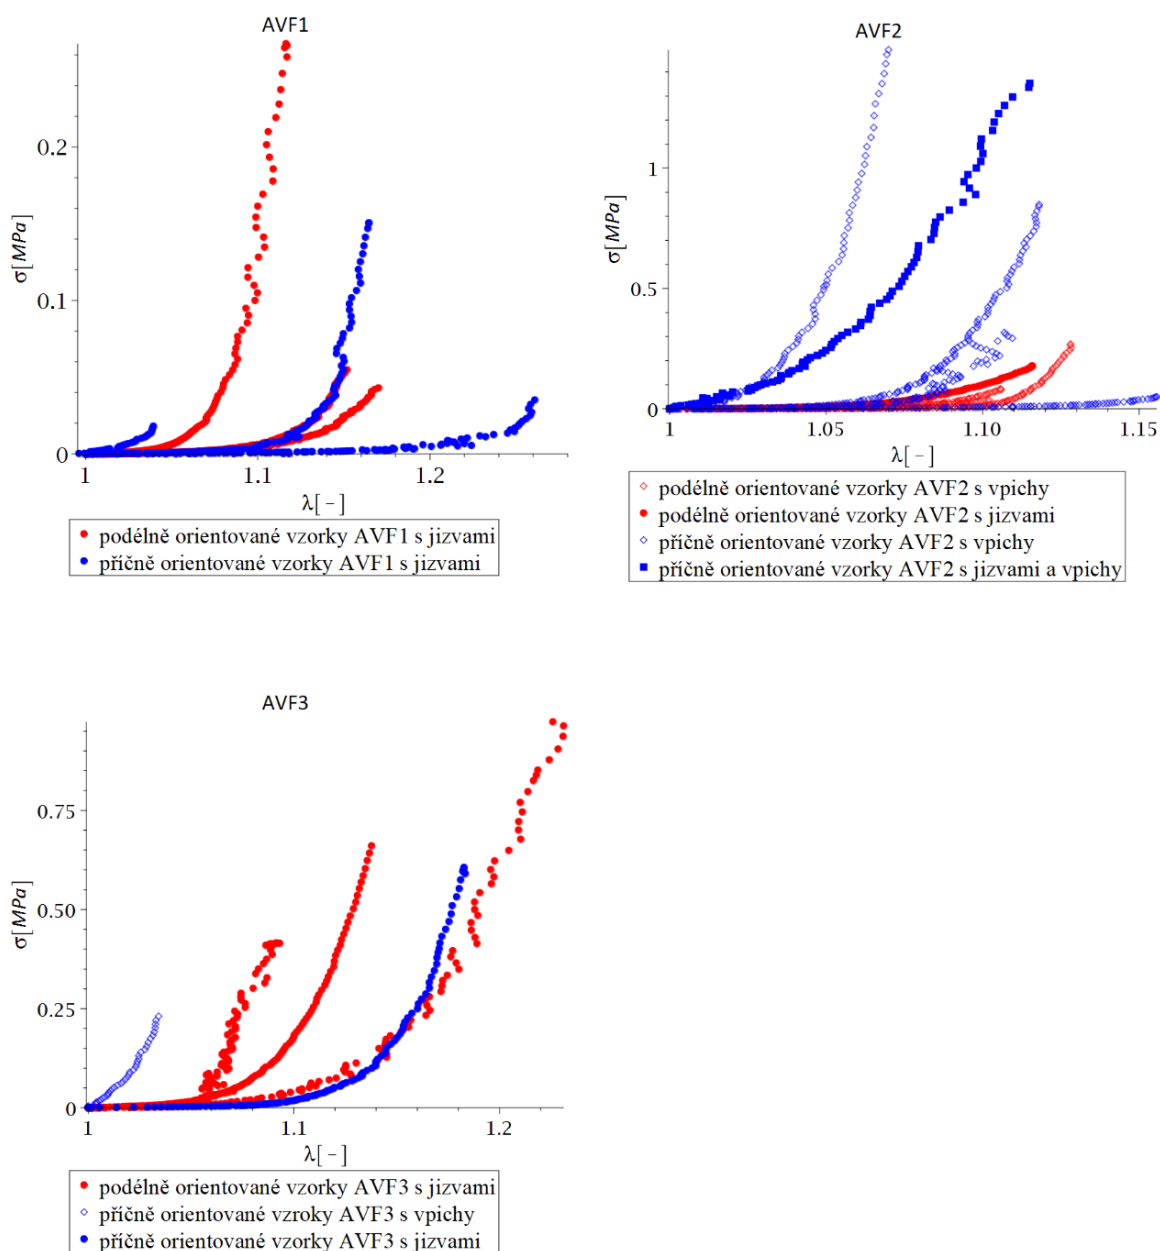 AVF1
0.2
0.1
0
σ[MPa]
1
1.1
1.2
λ[-]
podélně orientované vzorky AVF1 s jizvami
příčně orientované vzorky AVF1 s jizvami
AVF2
1
0.5
0
σ[MPa]
1
1.05
1.10
1.15
λ[-]
podélně orientované vzorky AVF2 s vpichy
podélně orientované vzorky AVF2 s jizvami
příčně orientované vzorky AVF2 s vpichy
příčně orientované vzorky AVF2 s jizvami a vpichy
AVF3
0.75
0.50
0.25
0
σ[MPa]
1
1.1
1.2
λ[-]
podélně orientované vzorky AVF3 s jizvami
příčně orientované vzroky AVF3 s vpichy
příčně orientované vzorky AVF3 s jizvami